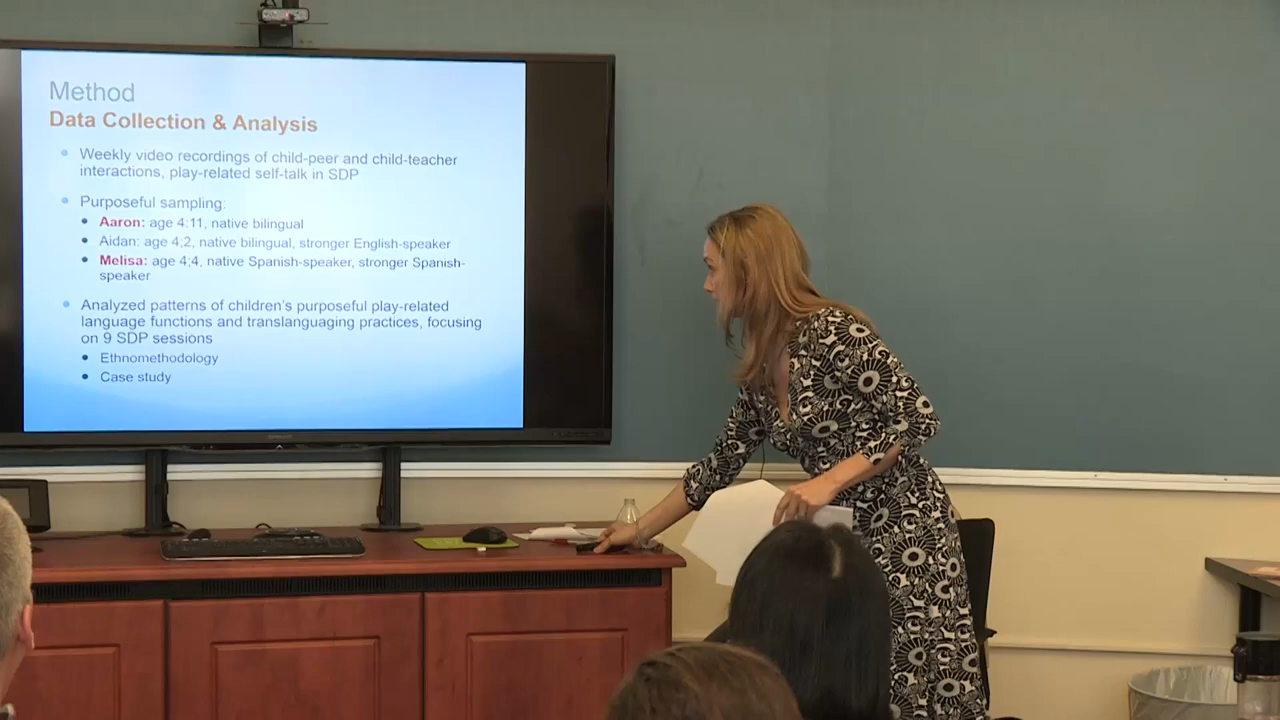 Method
Data Collection & Analysis
Weekly video recordings of child-peer and child-teacher
interactions, play-related self-talk in SDP
Purposeful sampling:
Aaron: age 4;11, native bilingual
Aidan: age 4;2, native bilingual, stronger English-speaker
Melisa: age 4;4, native Spanish-speaker, stronger Spanish-
speaker
Analyzed patterns of children's purposeful play-related
language functions and translanguaging practices, focusing
on 9 SDP sessions
Ethnomethodology
Case study